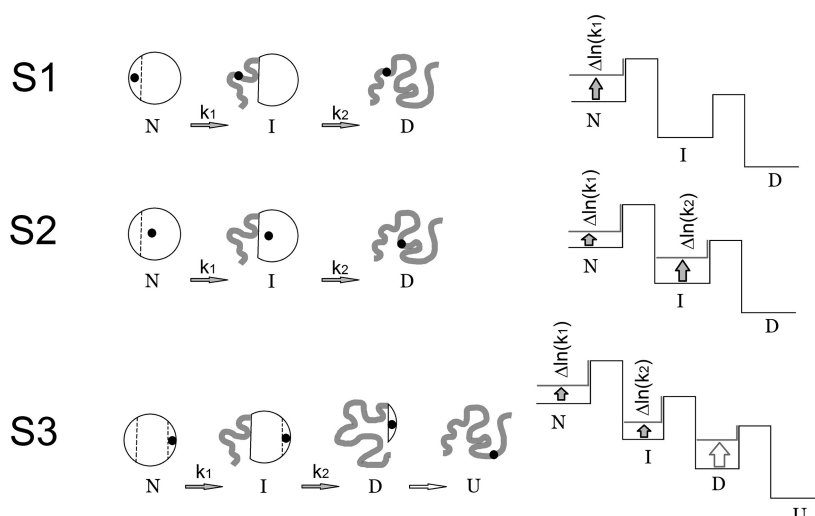 S1
k1
k2
N
I
D
Δln(k1)
N
I
D
S2
k1
k2
N
I
D
Δln(k1)
Δln(k2)
N
I
D
S3
k1
k2
N
I
D
U
Δln(k1)
Δln(k2)
N
I
D
U